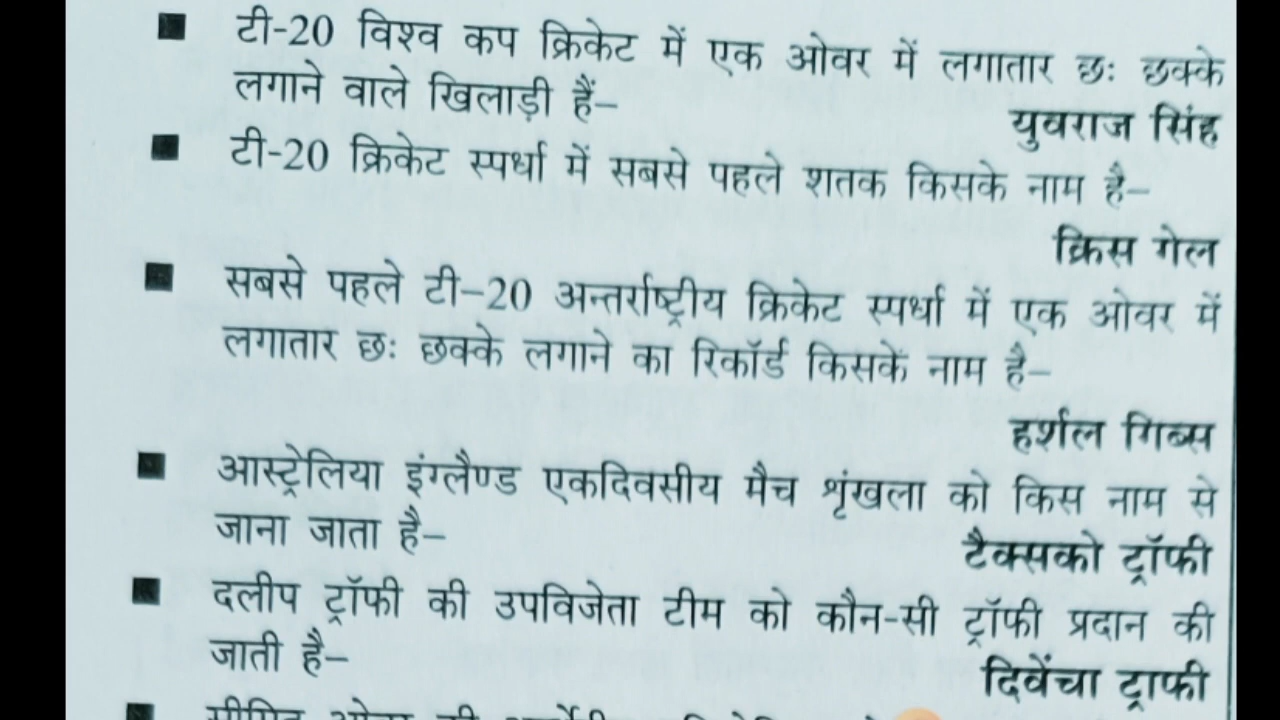 ■ टी-20 विश्व कप क्रिकेट में एक ओवर में लगातार छः छक्के
लगाने वाले खिलाड़ी हैं–
युवराज सिंह
■ टी-20 क्रिकेट स्पर्धा में सबसे पहले शतक किसके नाम है–
क्रिस गेल
■ सबसे पहले टी–20 अन्तर्राष्ट्रीय क्रिकेट स्पर्धा में एक ओवर में
लगातार छः छक्के लगाने का रिकॉर्ड किसके नाम है–
हर्शल गिब्स
■ आस्ट्रेलिया इंग्लैण्ड एकदिवसीय मैच शृंखला को किस नाम से
जाना जाता है–
टैक्सको ट्रॉफी
■ दलीप ट्रॉफी की उपविजेता टीम को कौन-सी ट्रॉफी प्रदान की
जाती है–
दिवेंचा ट्राफी